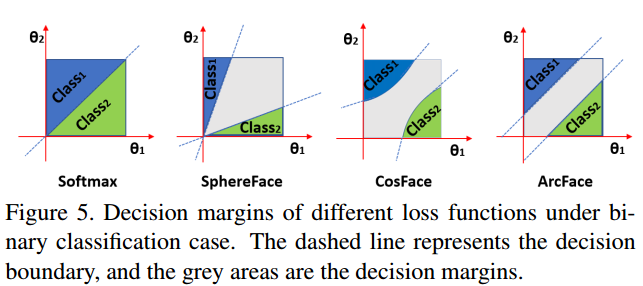 θ2 θ2 θ2 θ2
Class1 Class1 Class1 Class1
Class2 Class2 Class2 Class2
θ1 θ1 θ1 θ1
Softmax SphereFace CosFace ArcFace
Figure 5. Decision margins of different loss functions under bi-
nary classification case. The dashed line represents the decision
boundary, and the grey areas are the decision margins.